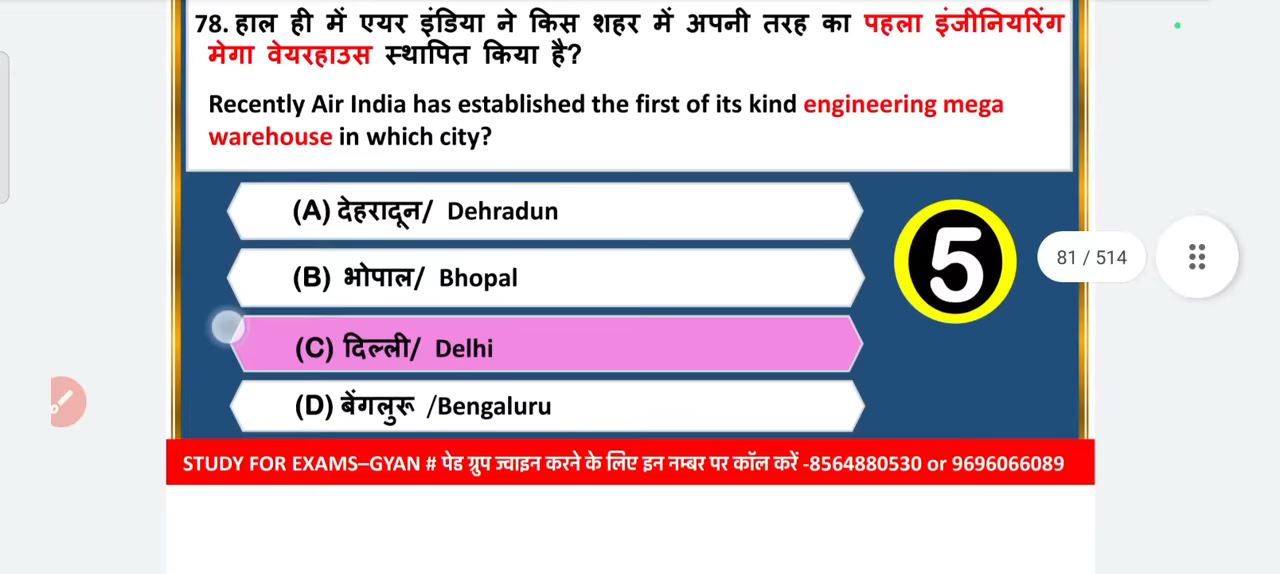 78. हाल ही में एयर इंडिया ने किस शहर में अपनी तरह का पहला इंजीनियरिंग
मेगा वेयरहाउस स्थापित किया है?
Recently Air India has established the first of its kind engineering mega
warehouse in which city?
(A) देहरादून/ Dehradun
(B) भोपाल/ Bhopal
5
81 / 514
(C) दिल्ली/ Delhi
(D) बेंगलुरू /Bengaluru
STUDY FOR EXAMS–GYAN # पेड ग्रुप ज्वाइन करने के लिए इन नम्बर पर कॉल करें -8564880530 or 9696066089